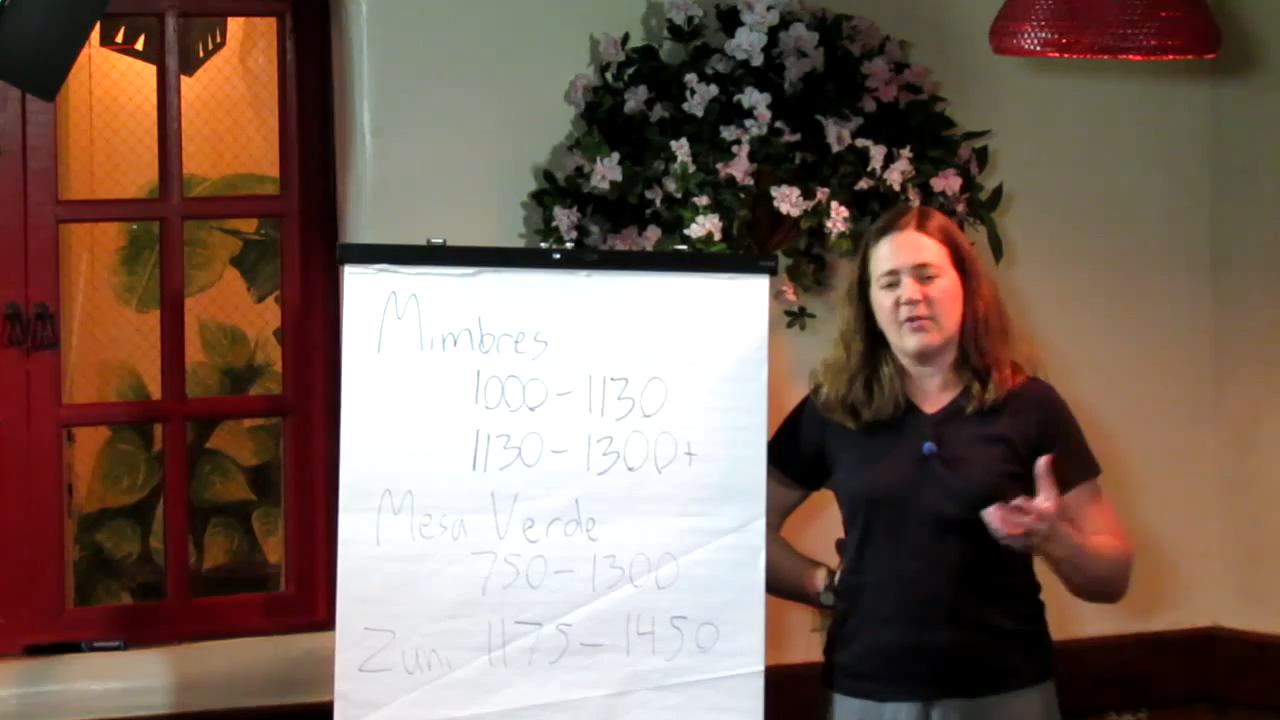 Mimbres
1000-1130
1130-1300+
Mesa Verde
750-1300
Zuni 1175-1450